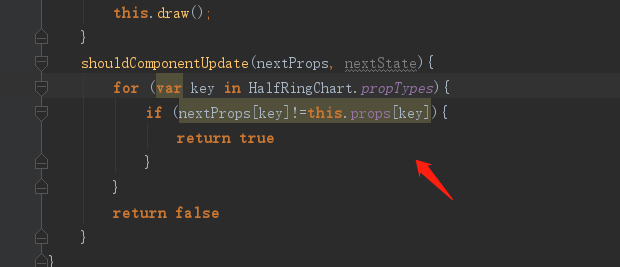 this.draw();
}
shouldComponentUpdate(nextProps, nextState){
for (var key in HalfRingChart.propTypes){
if (nextProps[key]!=this.props[key]){
return true
}
}
return false
}
}